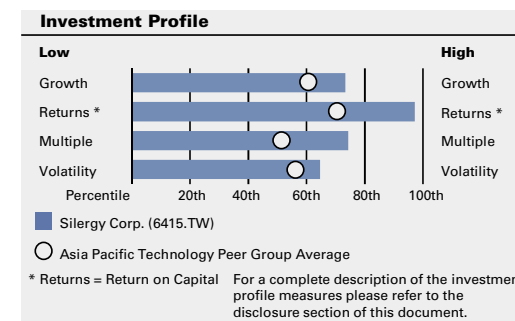 Investment Profile
Low High
Growth Growth
Returns * Returns *
Multiple Multiple
Volatility Volatility
Percentile 20th 40th 60th 80th 100th
Silergy Corp. (6415.TW)
Asia Pacific Technology Peer Group Average
* Returns = Return on Capital For a complete description of the investmen
profile measures please refer to the
disclosure section of this document.